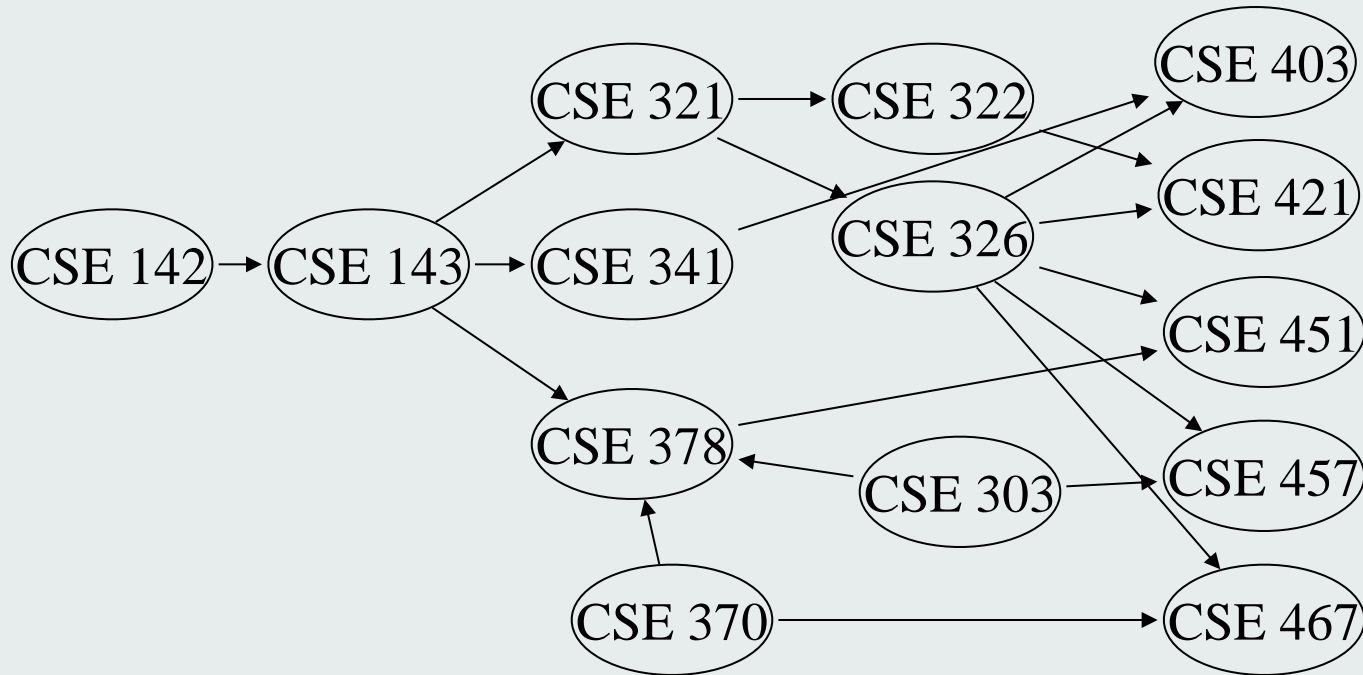 CSE 403
CSE 321
CSE 322
CSE 421
CSE 326
CSE 142
CSE 143
CSE 341
CSE 451
CSE 378
CSE 303
CSE 457
CSE 370
CSE 467